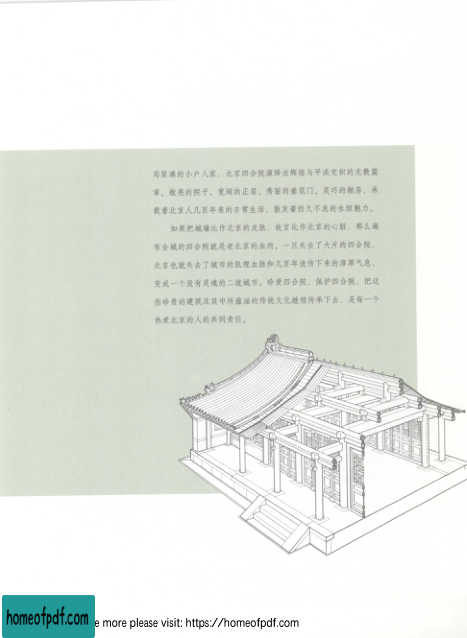 局紧凑的小户人家，北京四合院演绎出辉煌与平淡交织的无数篇
章。敞亮的院子、宽阔的正屋、秀丽的垂花门、灵巧的厢房，承
载着北京人几百年来的日常生活，散发着经久不息的永恒魅力。
如果把城墙比作北京的皮肤，故宫比作北京的心脏，那么遍
布全城的四合院就是老北京的血肉。一旦失去了大片的四合院，
北京也就失去了城市的肌理血脉和几百年流传下来的淳厚气息，
变成一个没有灵魂的二流城市。珍爱四合院，保护四合院，把这
些珍贵的建筑及其中所蕴涵的传统文化继续传承下去，是每一个
热爱北京的人的共同责任。
homeofpdf.com
e more please visit: https://homeofpdf.com